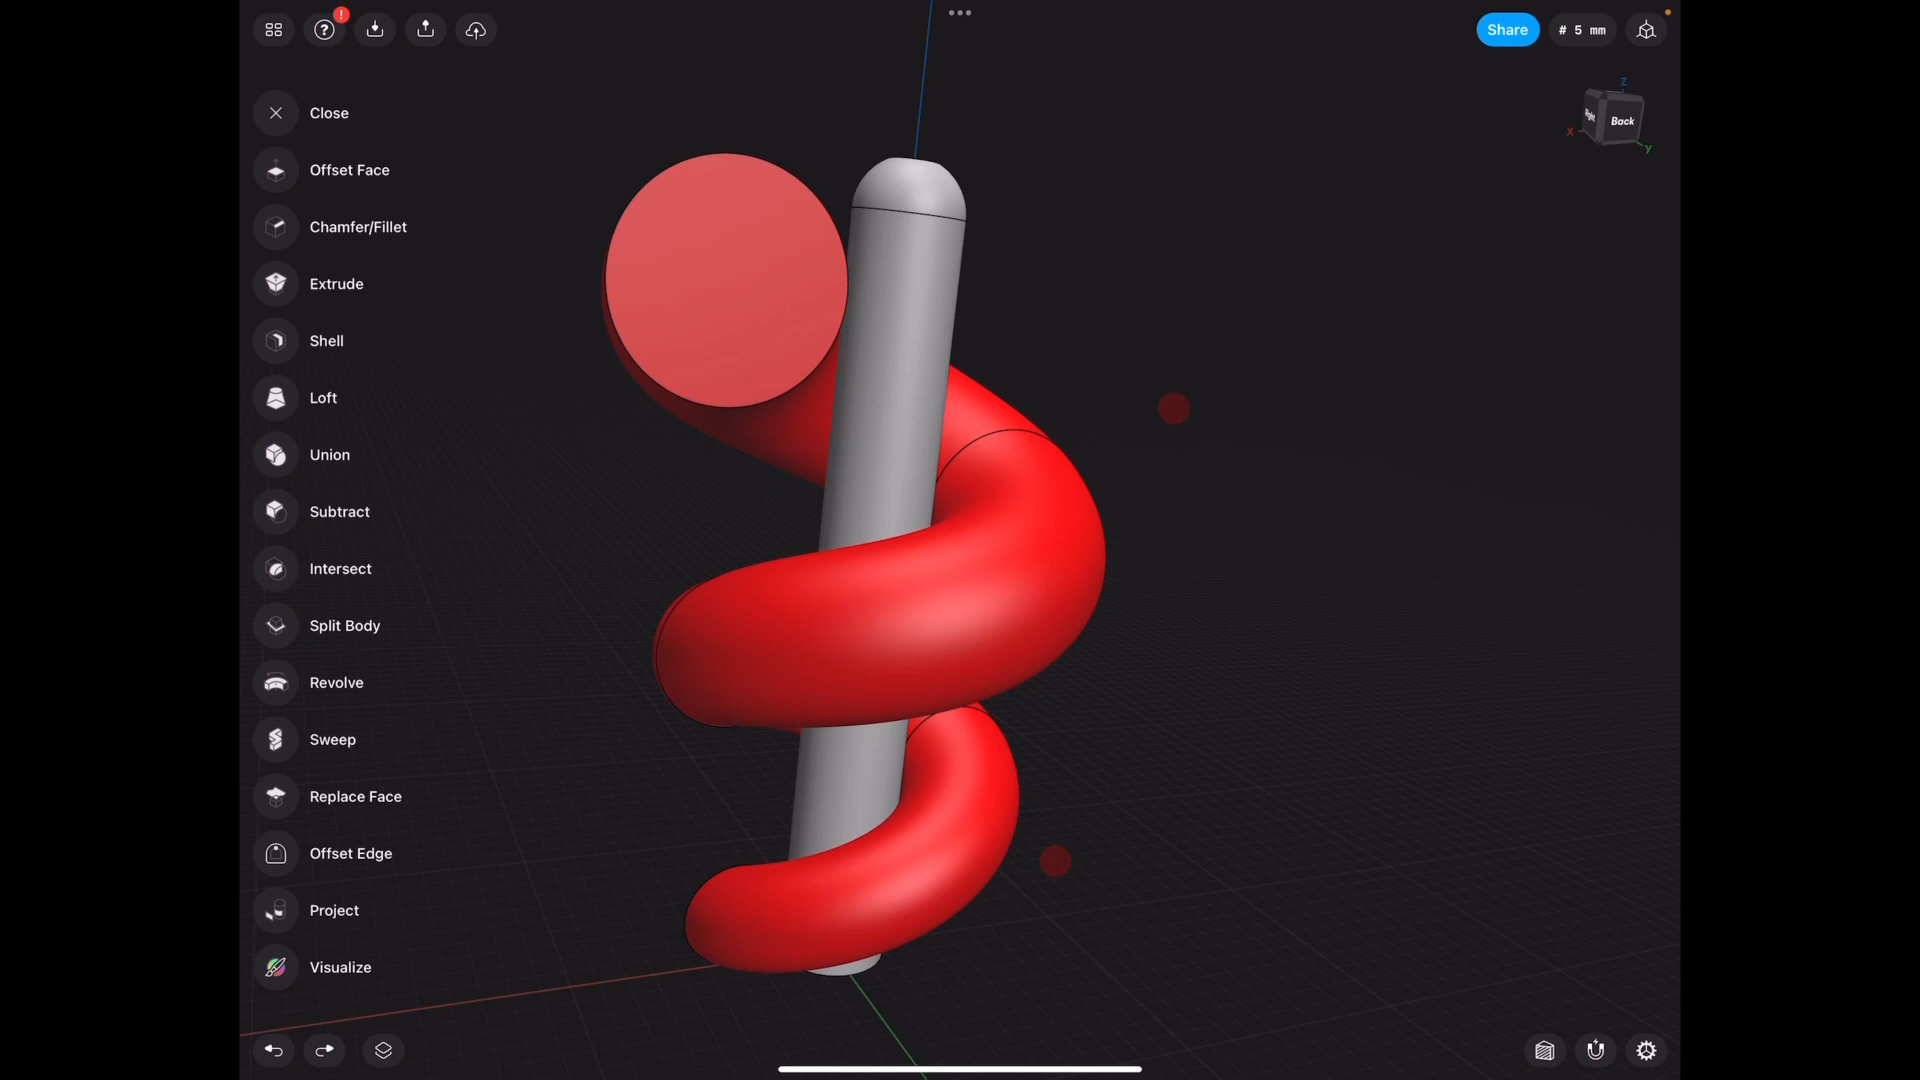 Share
# 5 mm
Z
Right
Back
X
Y
Close
Offset Face
Chamfer/Fillet
Extrude
Shell
Loft
Union
Subtract
Intersect
Split Body
Revolve
Sweep
Replace Face
Offset Edge
Project
Visualize